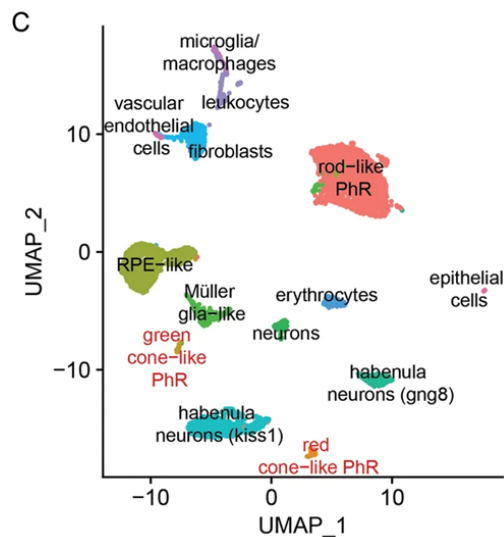 C
microglia/
macrophages
leukocytes
vascular
endothelial
cells
fibroblasts
rod-like
PhR
RPE-like
Müller
glia-like
green
cone-like
PhR
erythrocytes
neurons
epithelial
cells
habenula
neurons (gng8)
habenula
neurons (kiss1)
red
cone-like PhR
10
0
−10
UMAP_2
−10
0
10
UMAP_1